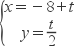 x = −8 + t
y = t/2